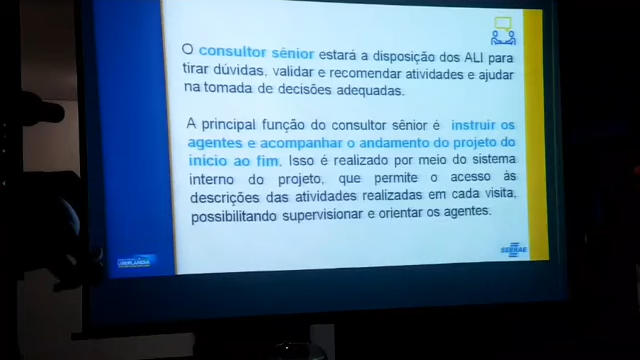 O consultor sênior estará a disposição dos ALI para
tirar dúvidas, validar e recomendar atividades e ajudar
na tomada de decisões adequadas.
A principal função do consultor sênior é instruir os
agentes e acompanhar o andamento do projeto do
início ao fim. Isso é realizado por meio do sistema
interno do projeto, que permite o acesso às
descrições das atividades realizadas em cada visita,
possibilitando supervisionar e orientar os agentes.
UBERLÂNDIA
SEBRAE